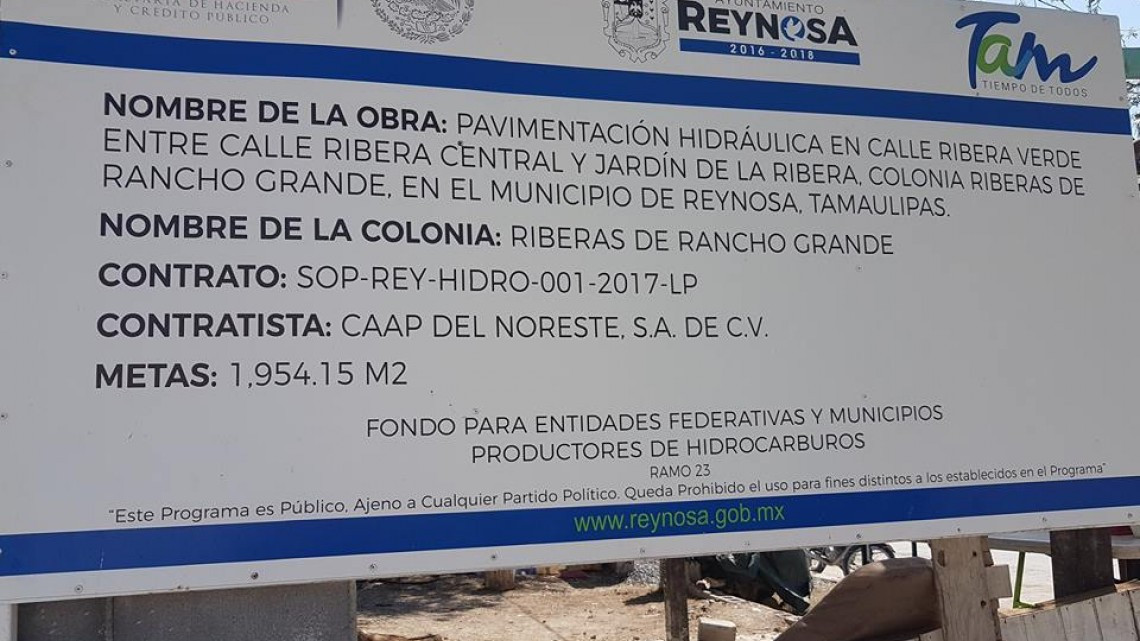 DE HACIENDA
Y CRÉDITO PÚBLICO
AYUNTAMIENTO
REYNOSA
2016 - 2018
Tam
TIEMPO DE TODOS
NOMBRE DE LA OBRA: PAVIMENTACIÓN HIDRÁULICA EN CALLE RIBERA VERDE
ENTRE CALLE RIBERA CENTRAL Y JARDÍN DE LA RIBERA, COLONIA RIBERAS DE
RANCHO GRANDE, EN EL MUNICIPIO DE REYNOSA, TAMAULIPAS.
NOMBRE DE LA COLONIA: RIBERAS DE RANCHO GRANDE
CONTRATO: SOP-REY-HIDRO-001-2017-LP
CONTRATISTA: CAAP DEL NORESTE, S.A. DE C.V.
METAS: 1,954.15 M2
FONDO PARA ENTIDADES FEDERATIVAS Y MUNICIPIOS
PRODUCTORES DE HIDROCARBUROS
RAMO 23
"Este Programa es Público, Ajeno a Cualquier Partido Político. Queda Prohibido el uso para fines distintos a los establecidos en el Programa"
www.reynosa.gob.mx